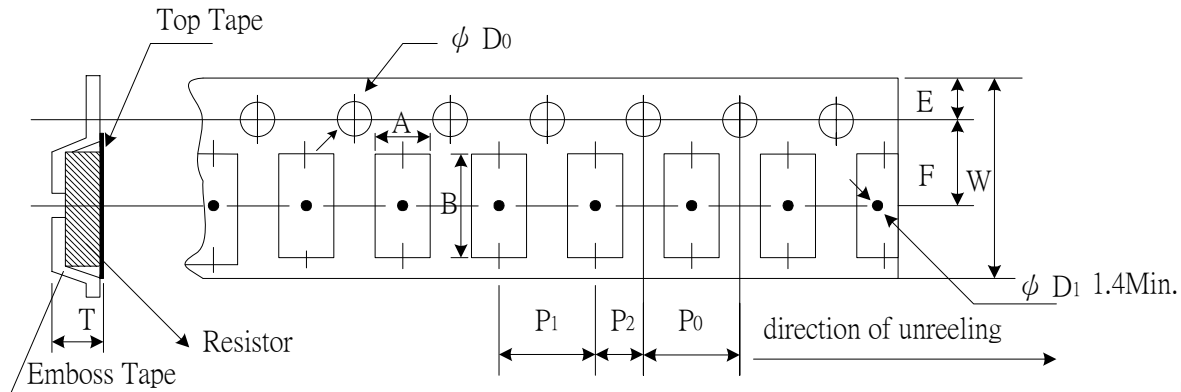 Top Tape
ψ D0
E
A
F
W
B
ψ D1 1.4Min.
T
P1
P2
P0
direction of unreeling
Resistor
Emboss Tape